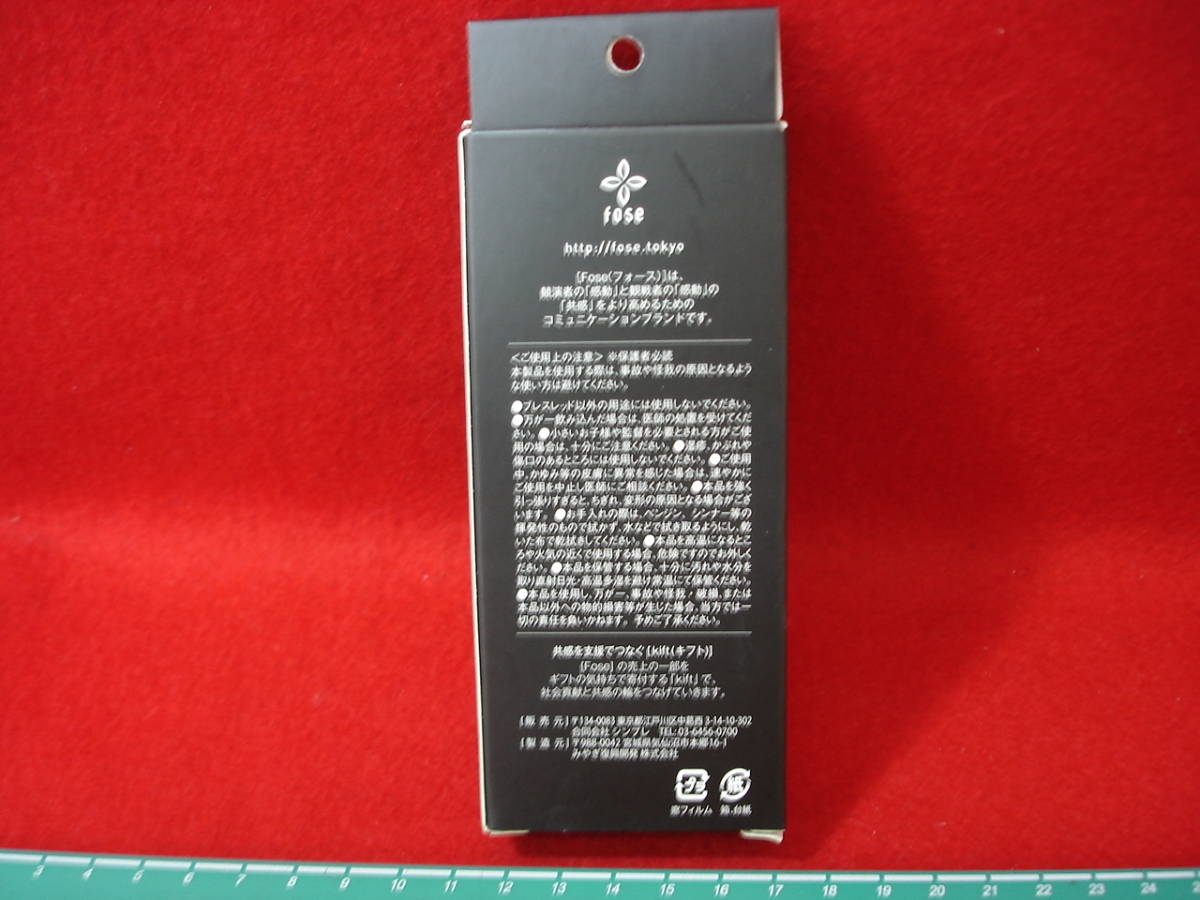 fose
http://fose.tokyo
[Fose(フォース)]は、
競演者の「感動」と観戦者の「感動」の
「共感」をより高めるための
コミュニケーションブランドです。
<ご使用上の注意> ※保護者必読
本製品を使用する際は、事故や怪我の原因となるよう
な使い方は避けてください。
●ブレスレッド以外の用途には使用しないでください。
●万が一飲み込んだ場合は、医師の処置を受けてくだ
さい。●小さいお子様や監督を必要とされる方がご使
用の場合は、十分にご注意ください。●湿疹、かぶれや
傷口のあるところには使用しないでください。●ご使用
中、かゆみ等の皮膚に異常を感じた場合は、速やかに
ご使用を中止し医師にご相談ください。●本品を強く
引っ張りすぎると、ちぎれ、変形の原因となる場合がござ
います。●お手入れの際は、ベンジン、シンナー等の
揮発性のもので拭かず、水などで拭き取るようにし、乾
いた布で乾拭きしてください。●本品を高温になるとこ
ろや火気の近くで使用する場合、危険ですのでお外しく
ださい。●本品を保管する場合、十分に汚れや水分を
取り直射日光・高温多湿を避け常温にて保管ください。
●本品を使用し、万が一、事故や怪我・破損、または
本品以外への物的損害等が生じた場合、当方では一
切の責任を負いかねます。予めご了承ください。
共感を支援でつなぐ[kift(キフト)]
[Fose]の売上の一部を
ギフトの気持ちで寄付する「kift」で、
社会貢献と共感の輪をつなげていきます。
[販売元]〒134-0083 東京都江戸川区中葛西 3-14-10-302
合同会社 シンプレ TEL: 03-6456-0700
[製造元]〒988-0042 宮城県気仙沼市本郷16-1
みやぎ復興開発 株式会社
プラ 紙
窓フィルム 箱、台紙
3 4 5 6 7 8 9 10 11 12 13 14 15 16 17 18 19 20 21 22 23 24